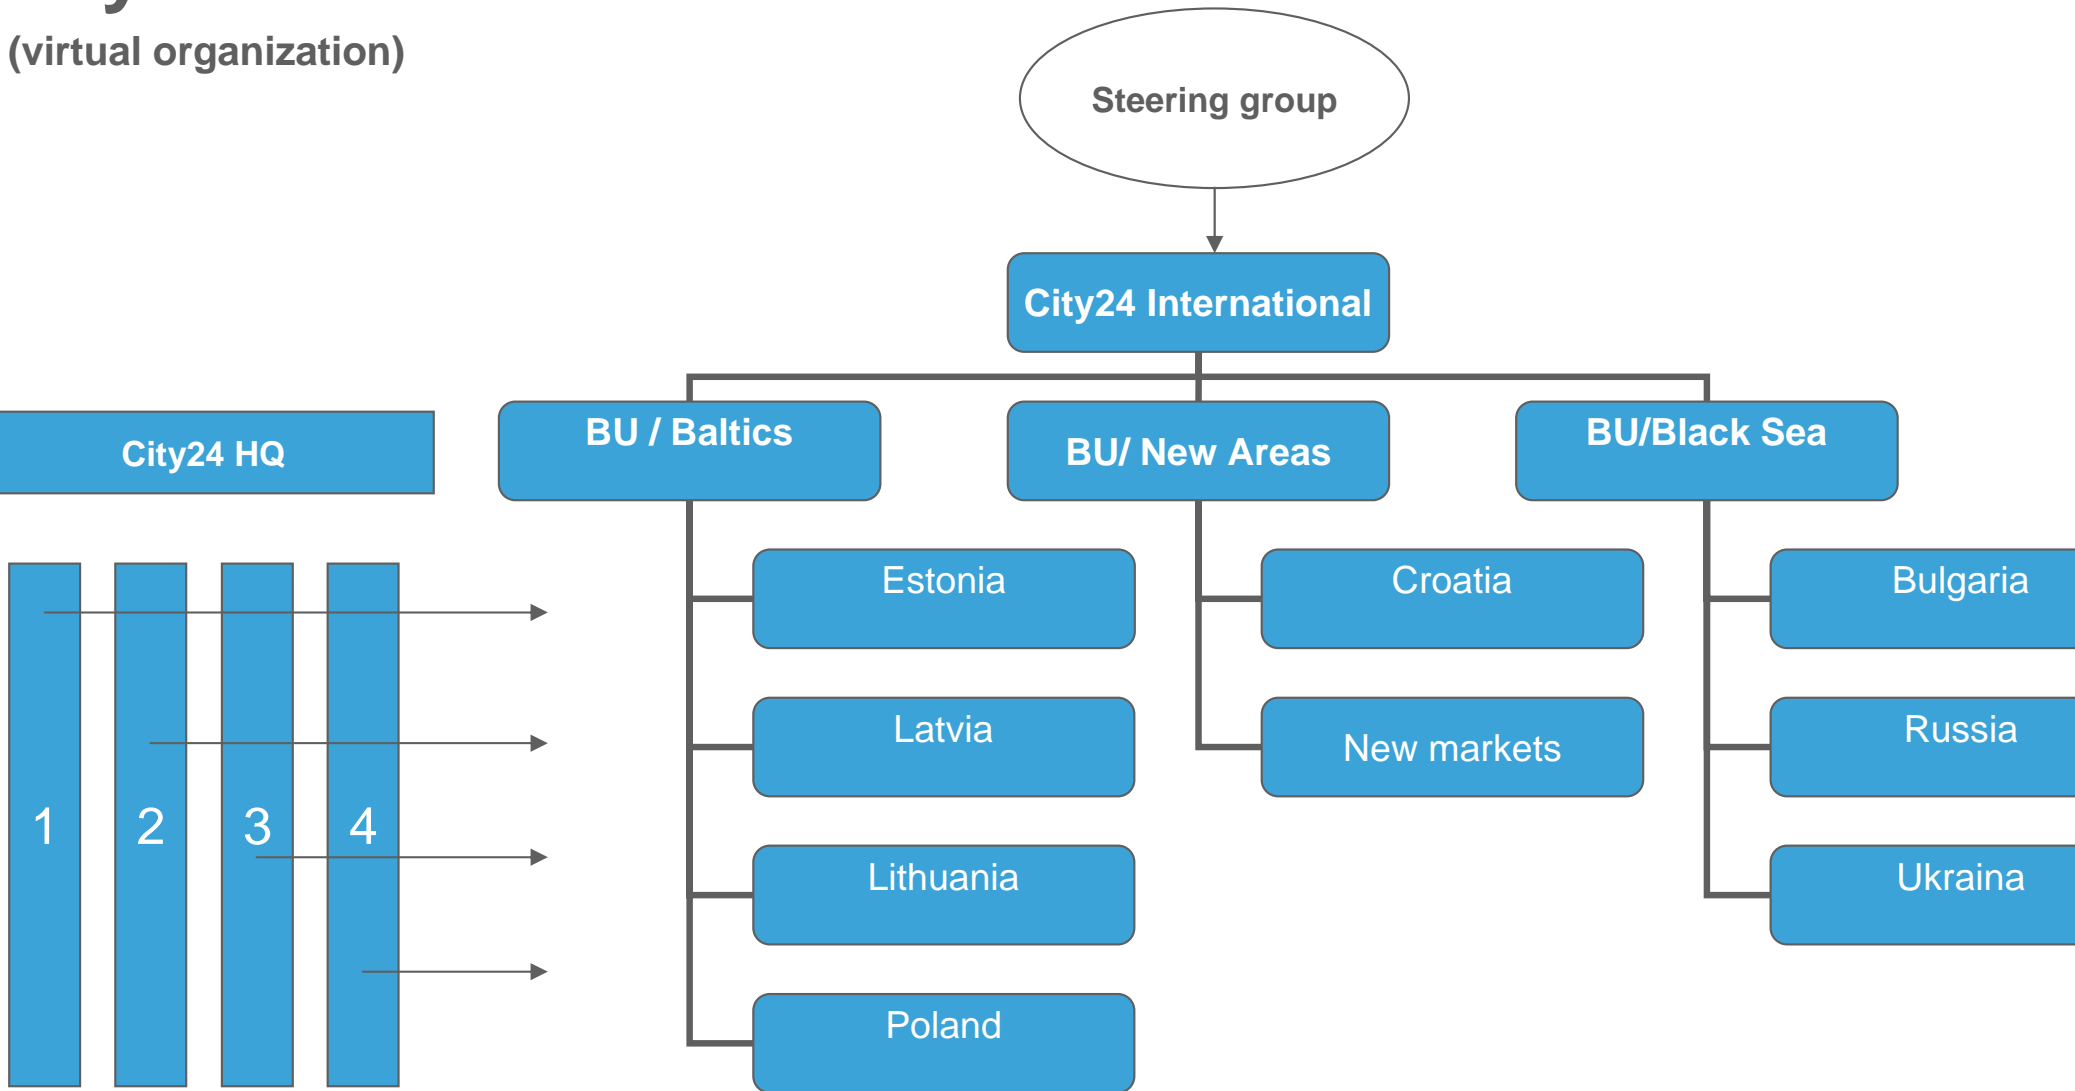 (virtual organization)
Steering group
City24 International
City24 HQ
BU / Baltics
BU/ New Areas
BU/Black Sea
Estonia
Croatia
Bulgaria
Latvia
New markets
Russia
1 2 3 4
Lithuania
Ukraina
Poland